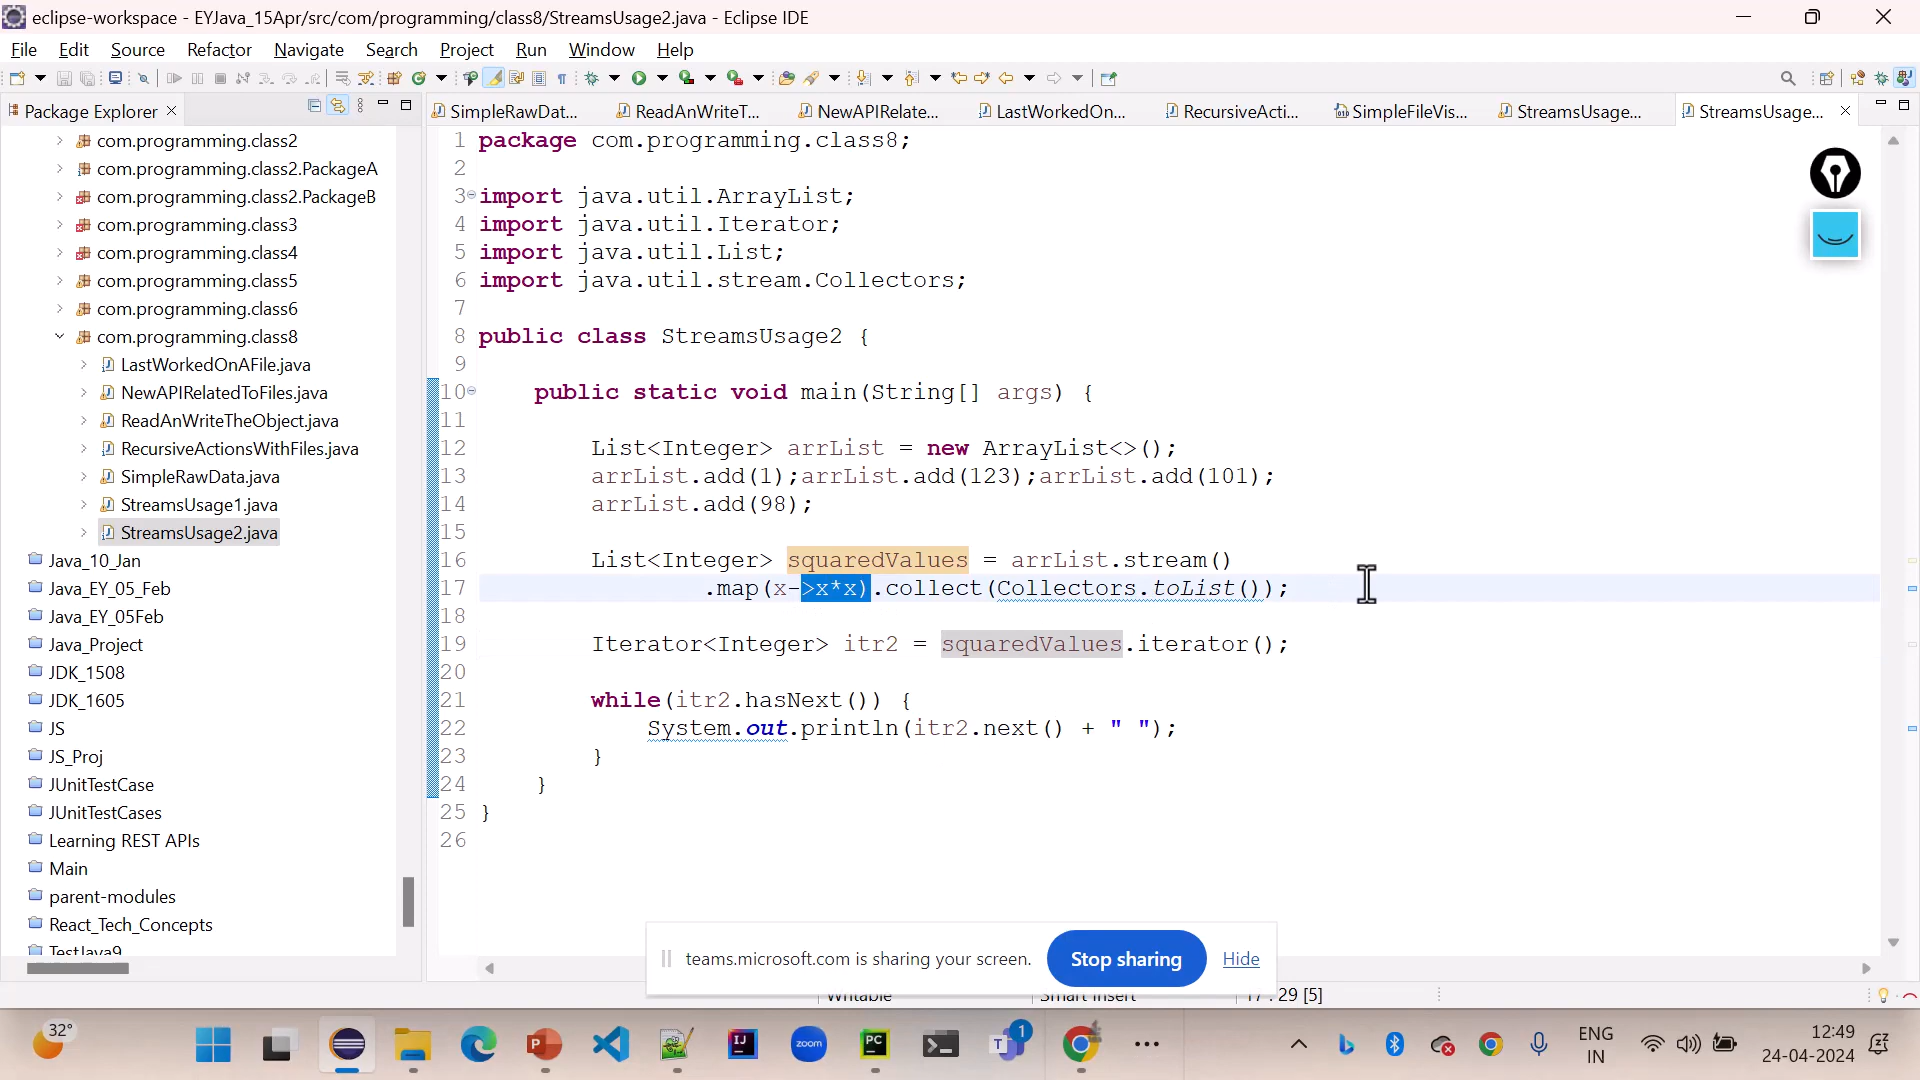 eclipse-workspace - EYJava_15Apr/src/com/programming/class8/StreamsUsage2.java - Eclipse IDE
File Edit Source Refactor Navigate Search Project Run Window Help
Package Explorer
SimpleRawDat... ReadAnWriteT... NewAPIRelate... LastWorkedOn... RecursiveActi... SimpleFileVis... StreamsUsage... StreamsUsage...
com.programming.class2
com.programming.class2.PackageA
com.programming.class2.PackageB
com.programming.class3
com.programming.class4
com.programming.class5
com.programming.class6
com.programming.class8
LastWorkedOnAFile.java
NewAPIRelatedToFiles.java
ReadAnWriteTheObject.java
RecursiveActionsWithFiles.java
SimpleRawData.java
StreamsUsage1.java
StreamsUsage2.java
Java_10_Jan
Java_EY_05_Feb
Java_EY_05Feb
Java_Project
JDK_1508
JDK_1605
JS
JS_Proj
JUnitTestCase
JUnitTestCases
Learning REST APIs
Main
parent-modules
React_Tech_Concepts
TestJava9
1 package com.programming.class8;
2
3 import java.util.ArrayList;
4 import java.util.Iterator;
5 import java.util.List;
6 import java.util.stream.Collectors;
7
8 public class StreamsUsage2 {
9
10 public static void main(String[] args) {
11
12 List<Integer> arrList = new ArrayList<>();
13 arrList.add(1);arrList.add(123);arrList.add(101);
14 arrList.add(98);
15
16 List<Integer> squaredValues = arrList.stream()
17 .map(x->x*x).collect(Collectors.toList());
18
19 Iterator<Integer> itr2 = squaredValues.iterator();
20
21 while(itr2.hasNext()) {
22 System.out.println(itr2.next() + " ");
23 }
24 }
25 }
26
teams.microsoft.com is sharing your screen. Stop sharing Hide
Writable Smart Insert 17 : 29 [5]
32°
IJ zoom PC T 1
ENG
IN
12:49
24-04-2024